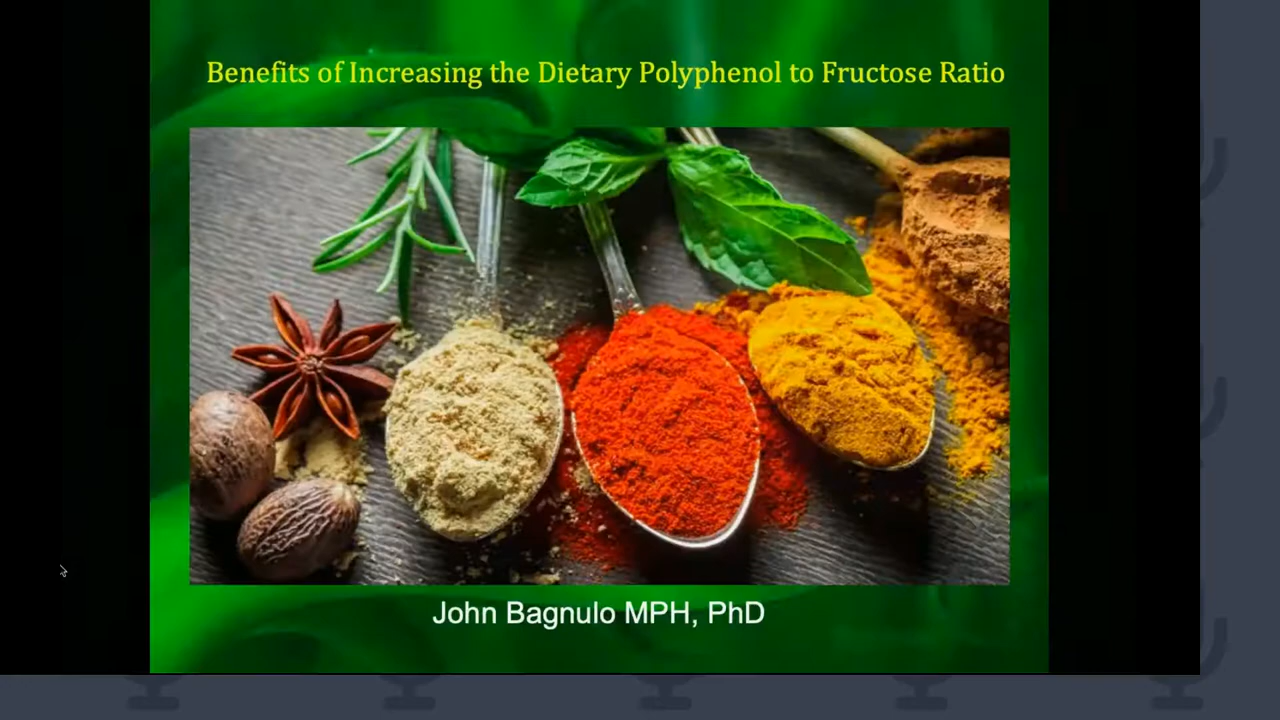 Benefits of Increasing the Dietary Polyphenol to Fructose Ratio
John Bagnulo MPH, PhD